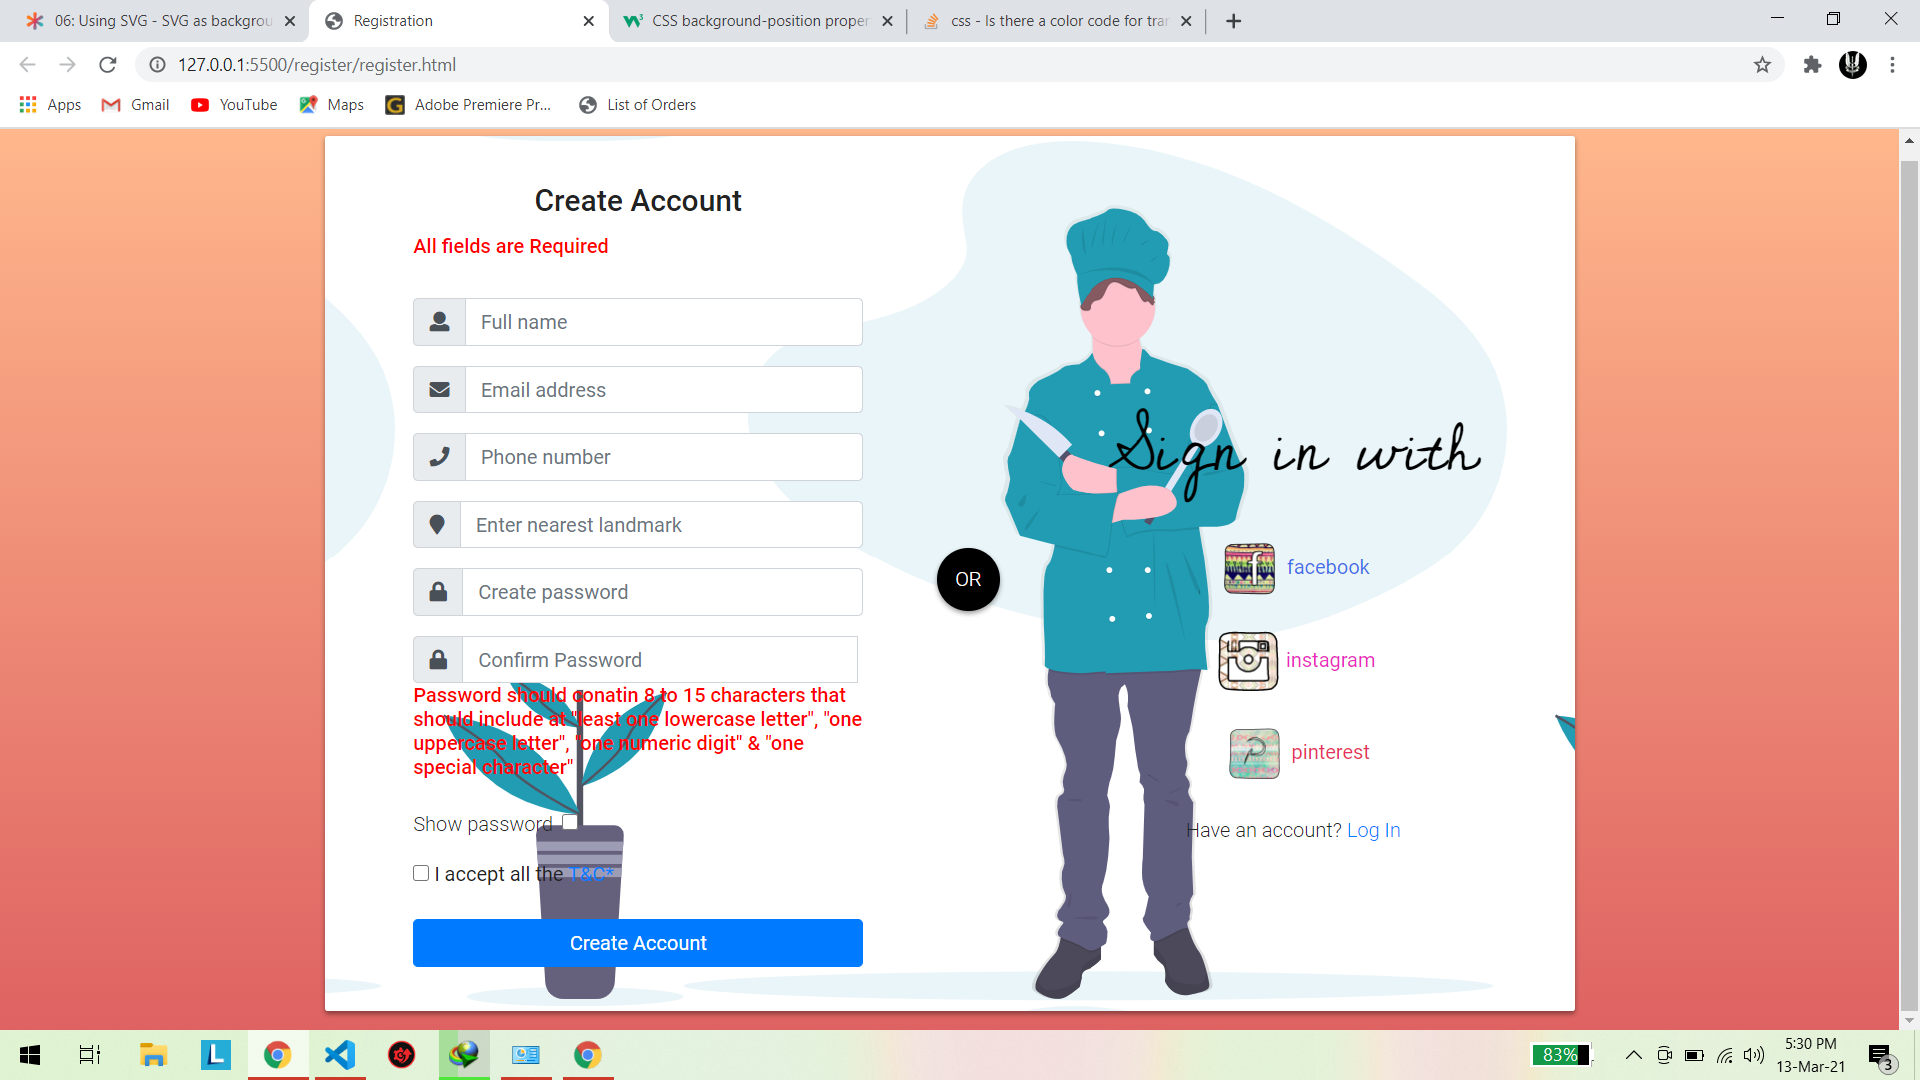 06: Using SVG - SVG as backgrou
Registration
CSS background-position proper
css - Is there a color code for tran
127.0.0.1:5500/register/register.html
Apps
Gmail
YouTube
Maps
Adobe Premiere Pr...
List of Orders
Create Account
All fields are Required
Full name
Email address
Phone number
Enter nearest landmark
Create password
Confirm Password
Password should conatin 8 to 15 characters that
should include at "least one lowercase letter", "one
uppercase letter", "one numeric digit" & "one
special character"
Show password
I accept all the T&C*
Create Account
OR
Sign in with
facebook
instagram
pinterest
Have an account? Log In
83%
5:30 PM
13-Mar-21
3